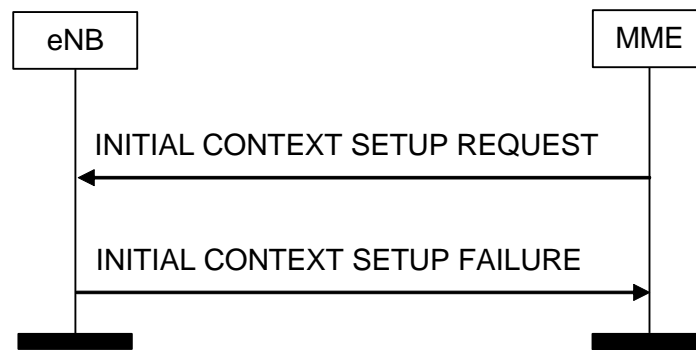 eNB
MME
INITIAL CONTEXT SETUP REQUEST
INITIAL CONTEXT SETUP FAILURE